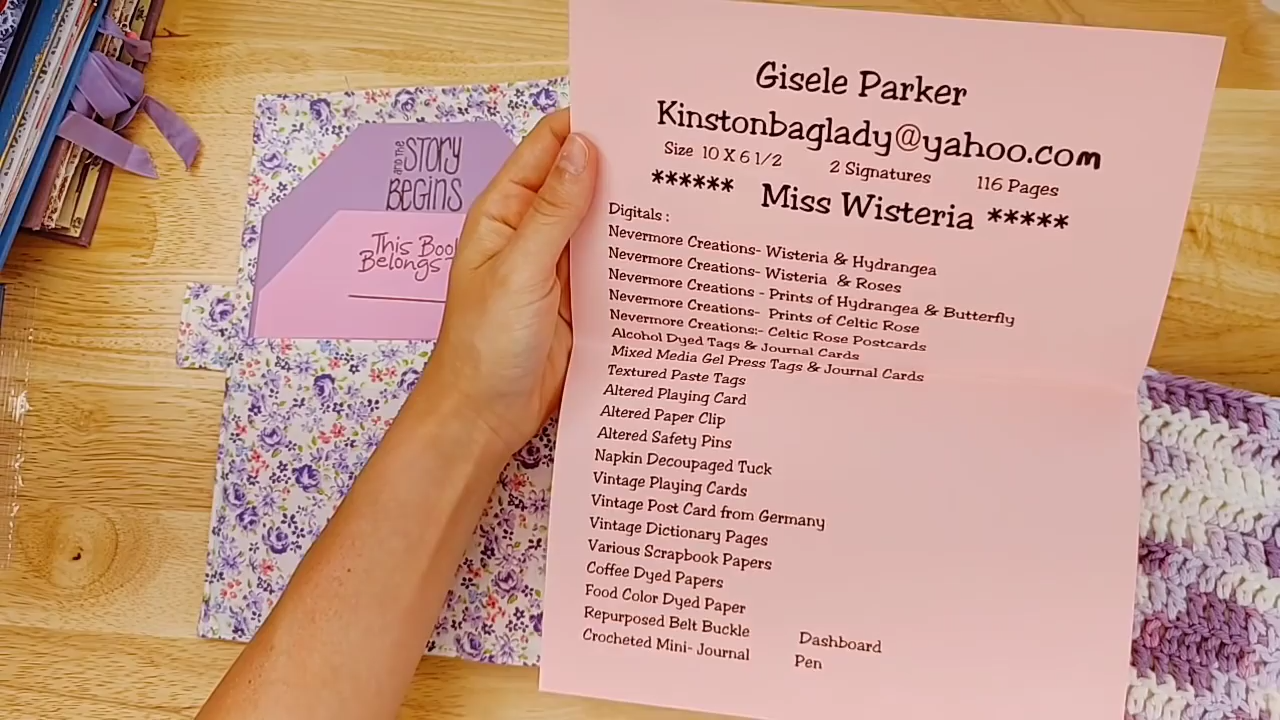 and the STORY
BEGINS
This Boo
Belongs
Gisele Parker
Kinstonbaglady@yahoo.com
Size 10 X 6 1/2 2 Signatures 116 Pages
****** Miss Wisteria *****
Digitals :
Nevermore Creations- Wisteria & Hydrangea
Nevermore Creations- Wisteria & Roses
Nevermore Creations - Prints of Hydrangea & Butterfly
Nevermore Creations- Prints of Celtic Rose
Nevermore Creations:- Celtic Rose Postcards
Alcohol Dyed Tags & Journal Cards
Mixed Media Gel Press Tags & Journal Cards
Textured Paste Tags
Altered Playing Card
Altered Paper Clip
Altered Safety Pins
Napkin Decoupaged Tuck
Vintage Playing Cards
Vintage Post Card from Germany
Vintage Dictionary Pages
Various Scrapbook Papers
Coffee Dyed Papers
Food Color Dyed Paper
Repurposed Belt Buckle Dashboard
Crocheted Mini- Journal Pen